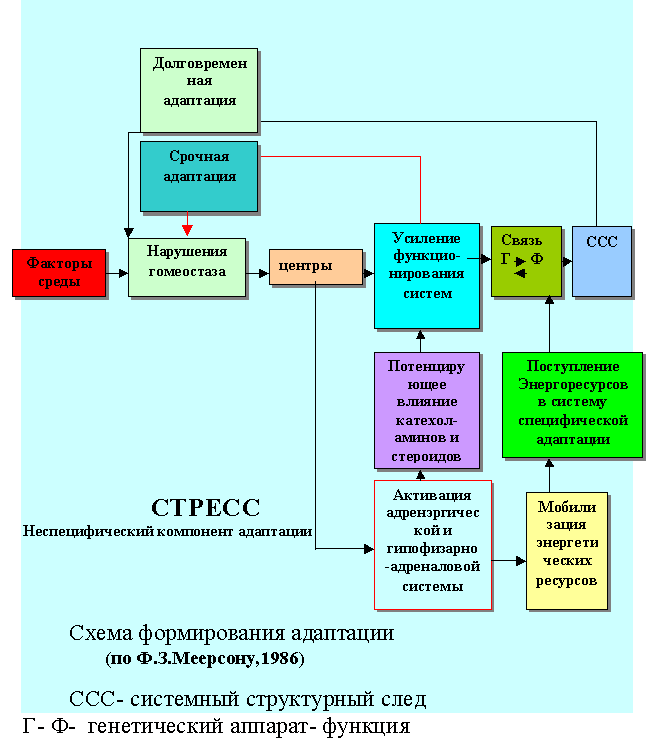 Долговремен
ная
адаптация
Срочная
адаптация
Факторы
среды
Нарушения
гомеостаза
центры
Усиление
функцио-
нирования
систем
Связь
Г Ф
ССС
Потенциру
ющее
влияние
катехол-
аминов и
стероидов
Поступление
Энергоресурсов
в систему
специфической
адаптации
СТРЕСС
Неспецифический компонент адаптации
Активация
адренэргичес
кой и
гипофизарно
-адреналовой
системы
Мобили
зация
энергети
ческих
ресурсов
Схема формирования адаптации
(по Ф.З.Меерсону,1986)
ССС- системный структурный след
Г- Ф- генетический аппарат- функция